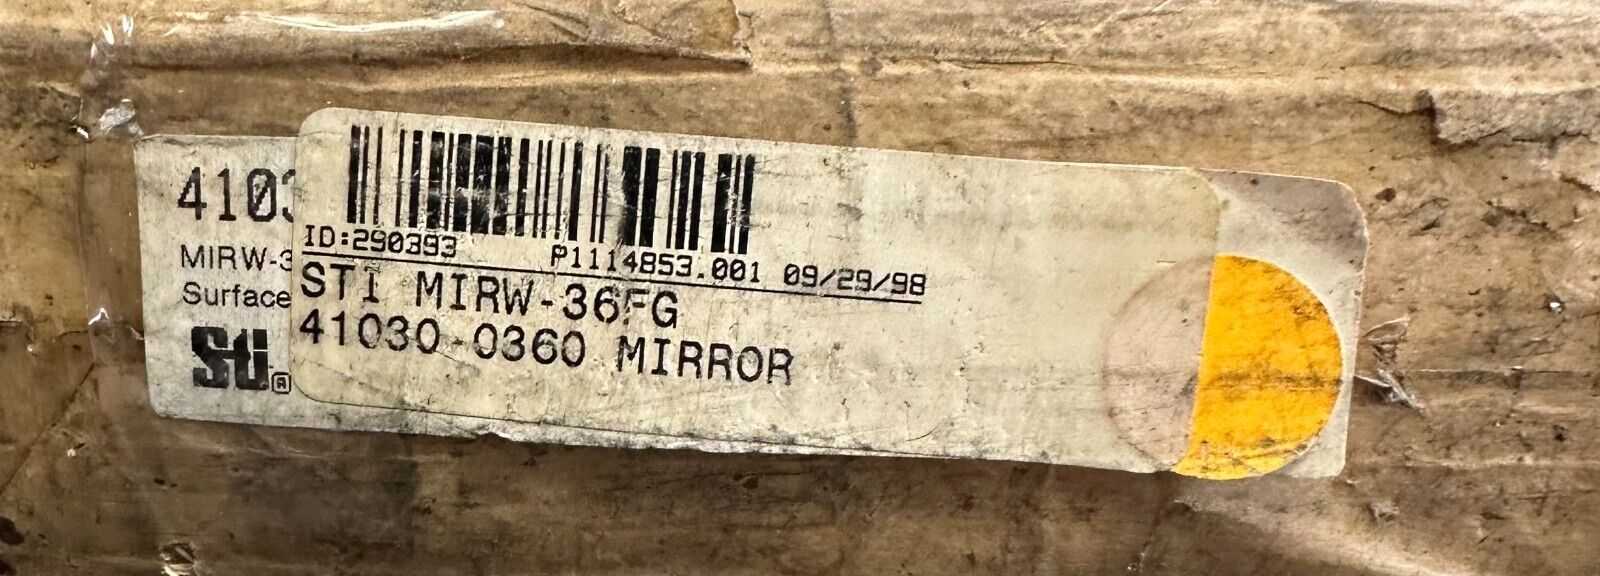 4103
MIRW-3
Surface
Sti®
ID:290393 P1114853.001 09/29/98
STI MIRW-36FG
41030-0360 MIRROR